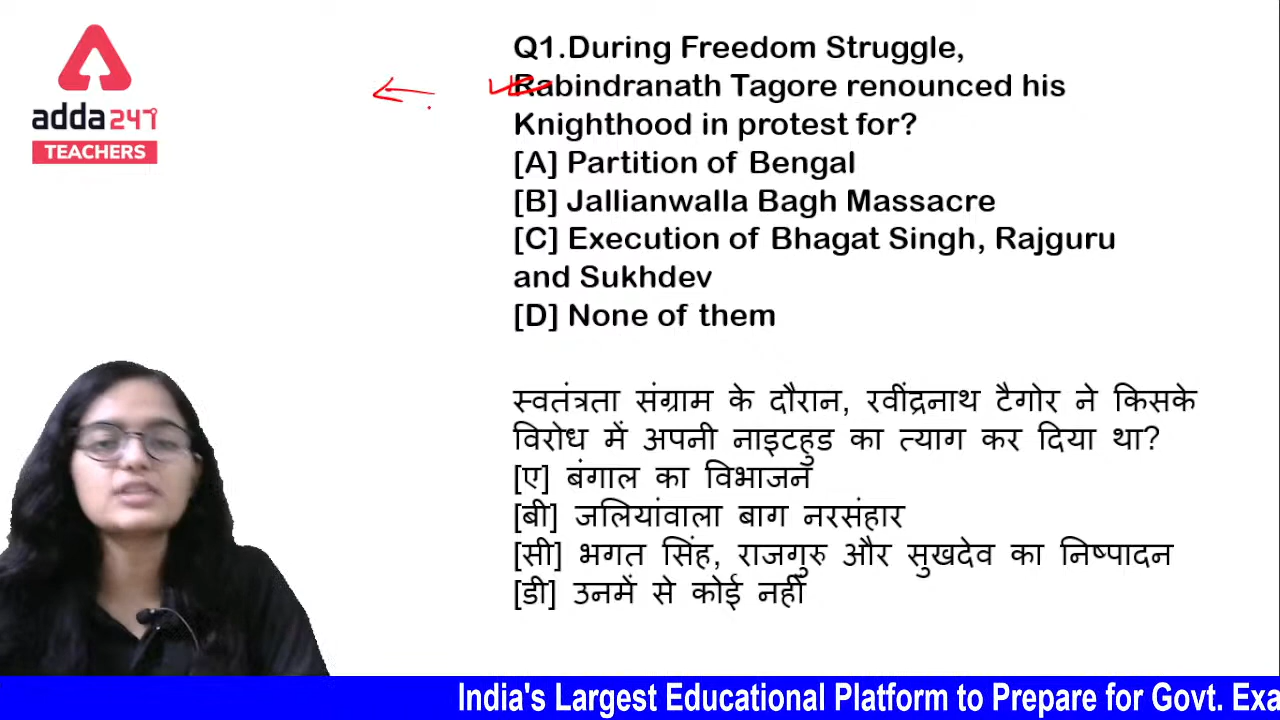 adda247
TEACHERS
Q1.During Freedom Struggle,
Rabindranath Tagore renounced his
Knighthood in protest for?
[A] Partition of Bengal
[B] Jallianwalla Bagh Massacre
[C] Execution of Bhagat Singh, Rajguru
and Sukhdev
[D] None of them
स्वतंत्रता संग्राम के दौरान, रवींद्रनाथ टैगोर ने किसके
विरोध में अपनी नाइटहुड का त्याग कर दिया था?
[ए] बंगाल का विभाजन
[बी] जलियांवाला बाग नरसंहार
[सी] भगत सिंह, राजगुरु और सुखदेव का निष्पादन
[डी] उनमें से कोई नहीं
India's Largest Educational Platform to Prepare for Govt. Exa